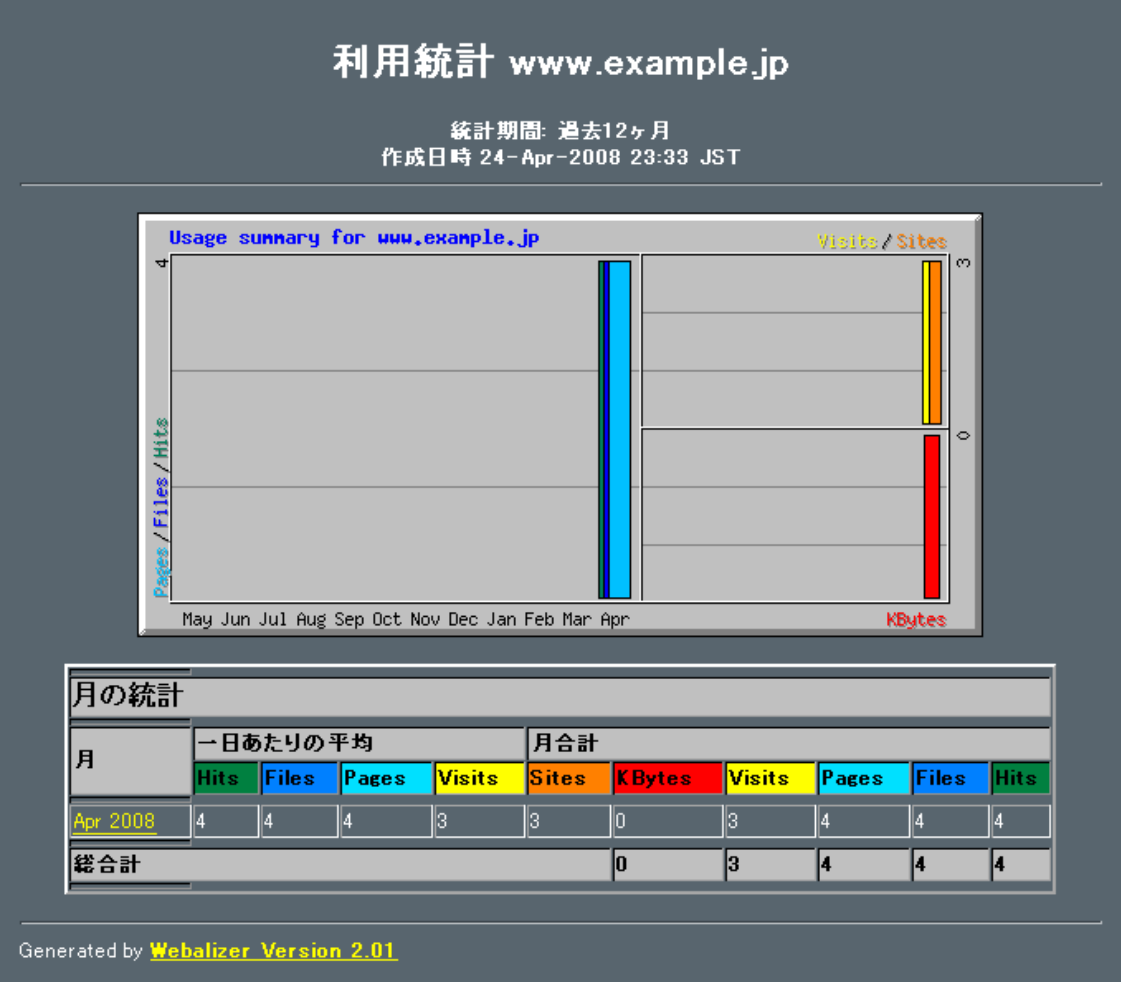 利用統計 www.example.jp
統計期間: 過去12ヶ月
作成日時 24-Apr-2008 23:33 JST
Usage summary for www.example.jp
Visits/Sites
4
3
Pages/Files/Hits
0
May Jun Jul Aug Sep Oct Nov Dec Jan Feb Mar Apr
KBytes
月の統計
月 一日あたりの平均 月合計
Hits Files Pages Visits Sites KBytes Visits Pages Files Hits
Apr 2008 4 4 4 3 3 0 3 4 4 4
総合計 0 3 4 4 4
Generated by Webalizer Version 2.01